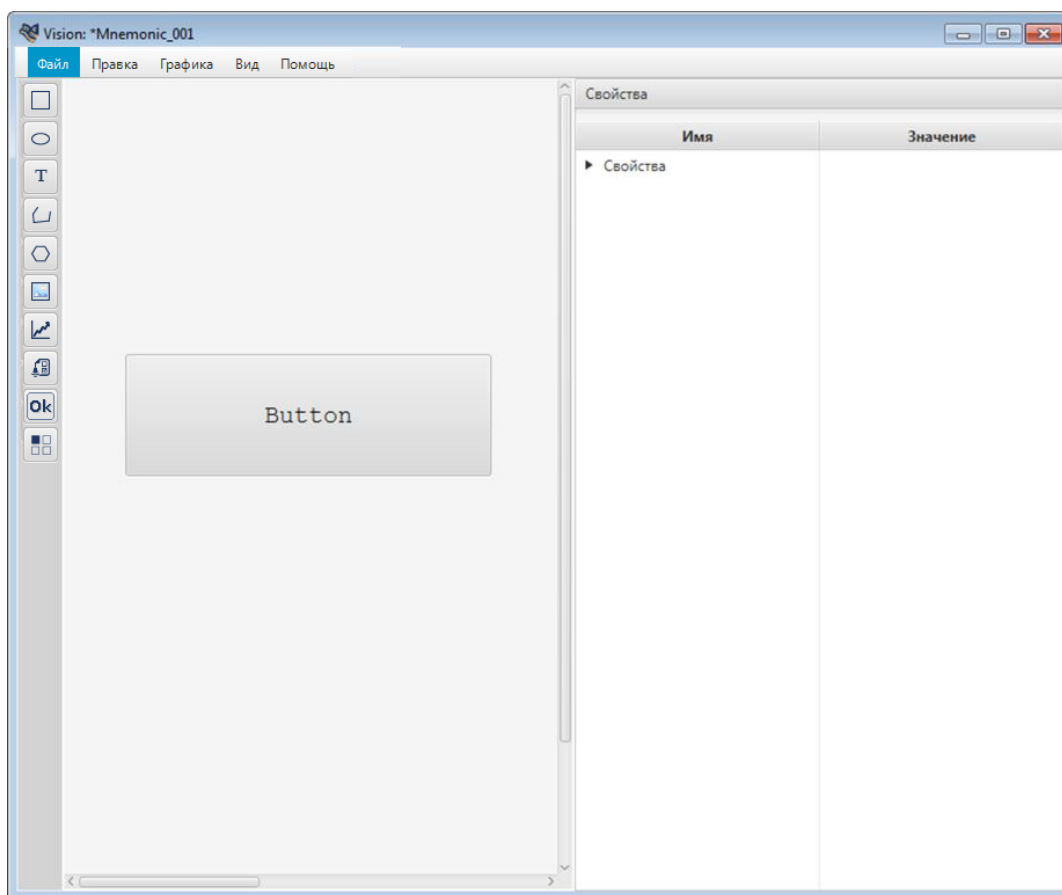 Vision: *Mnemonic_001
Файл Правка Графика Вид Помощь
Свойства
Имя Значение
Свойства
T
Button
Ok